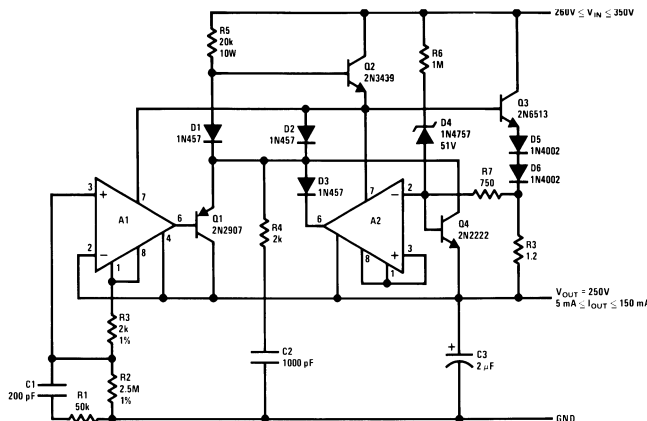 260V ≤ VIN ≤ 350V
R5
20k
10W
Q2
2N3439
R6
1M
Q3
2N6513
D1
1N457
D2
1N457
D4
1N4757
51V
D5
1N4002
D6
1N4002
3
+
7
A1
6
2
−
4
1
8
Q1
2N2907
D3
1N457
R4
2k
7
2
−
A2
6
+
3
8
1
4
R7
750
Q4
2N2222
R3
1.2
VOUT = 250V
5 mA ≤ IOUT ≤ 150 mA
R3
2k
1%
C1
200 pF
R1
50k
R2
2.5M
1%
C2
1000 pF
+
C3
2 µF
GND